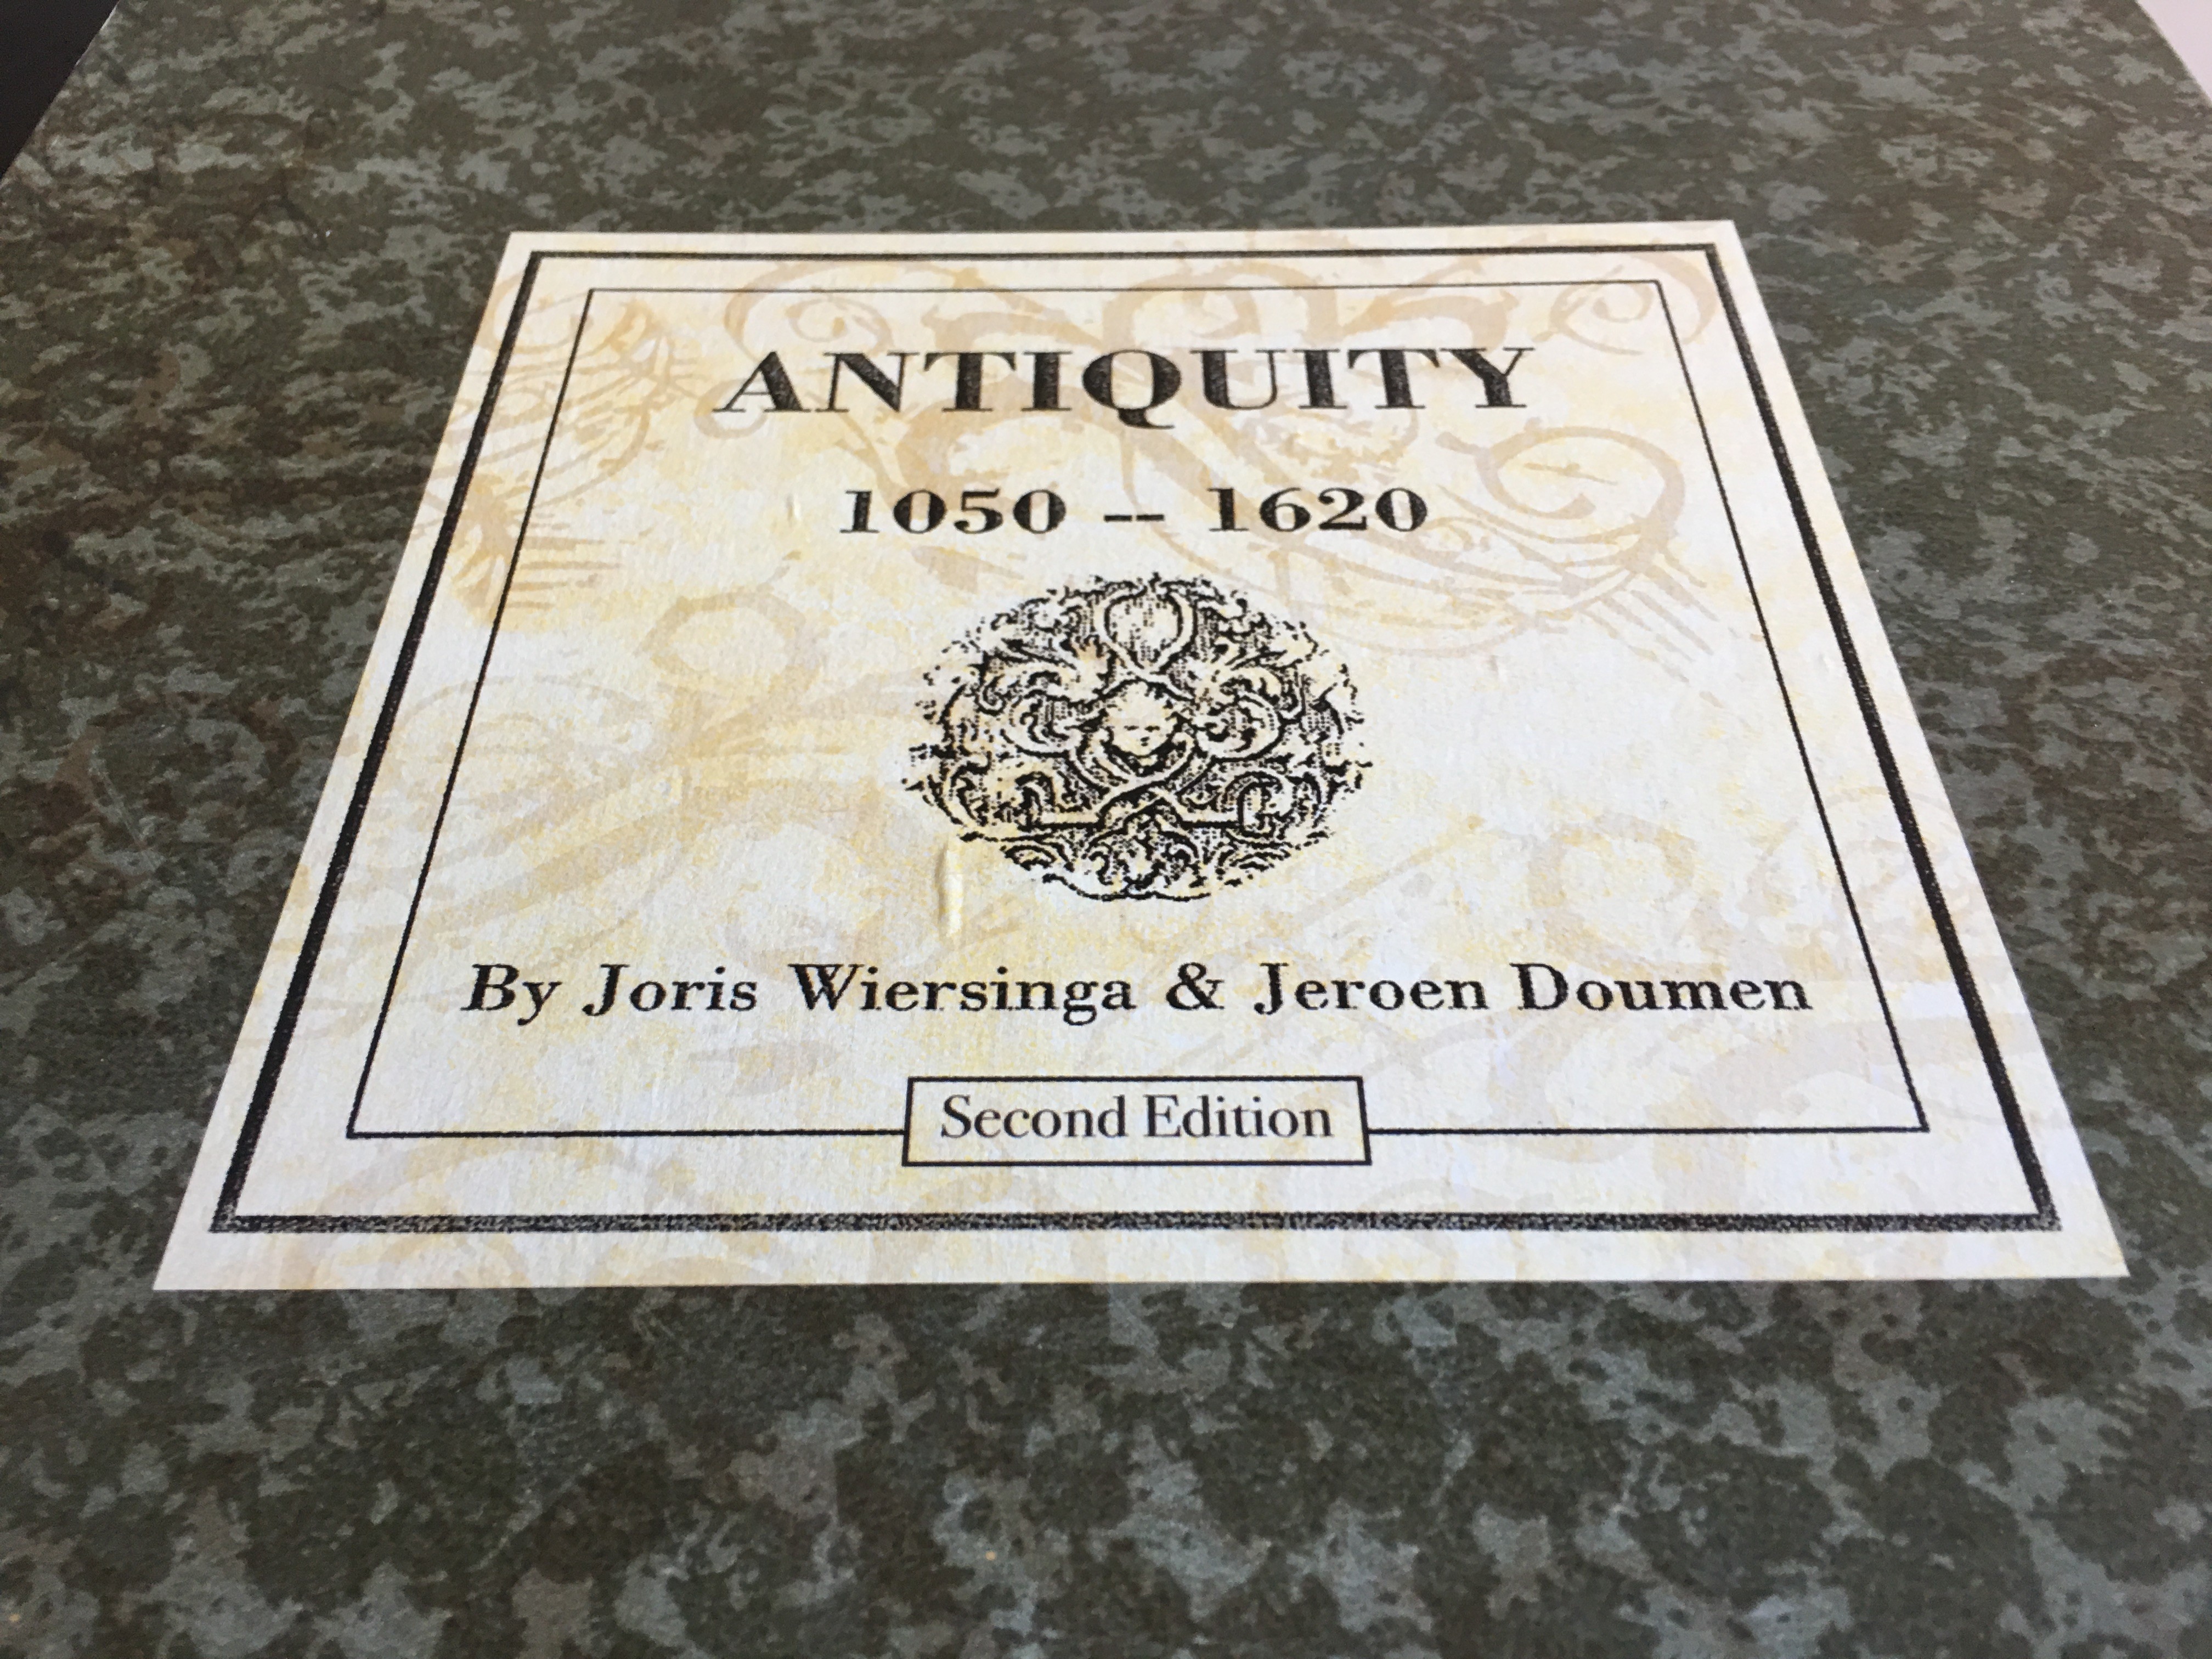 ANTIQUITY
1050 -- 1620
By Joris Wiersinga & Jeroen Doumen
Second Edition